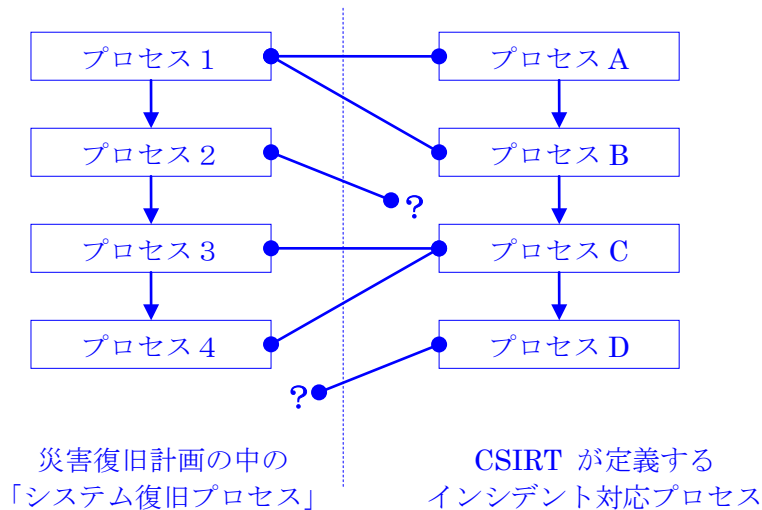 プロセス１
プロセス A
プロセス２
プロセス B
？
プロセス３
プロセス C
プロセス４
プロセス D
？
災害復旧計画の中の
「システム復旧プロセス」
CSIRT が定義する
インシデント対応プロセス